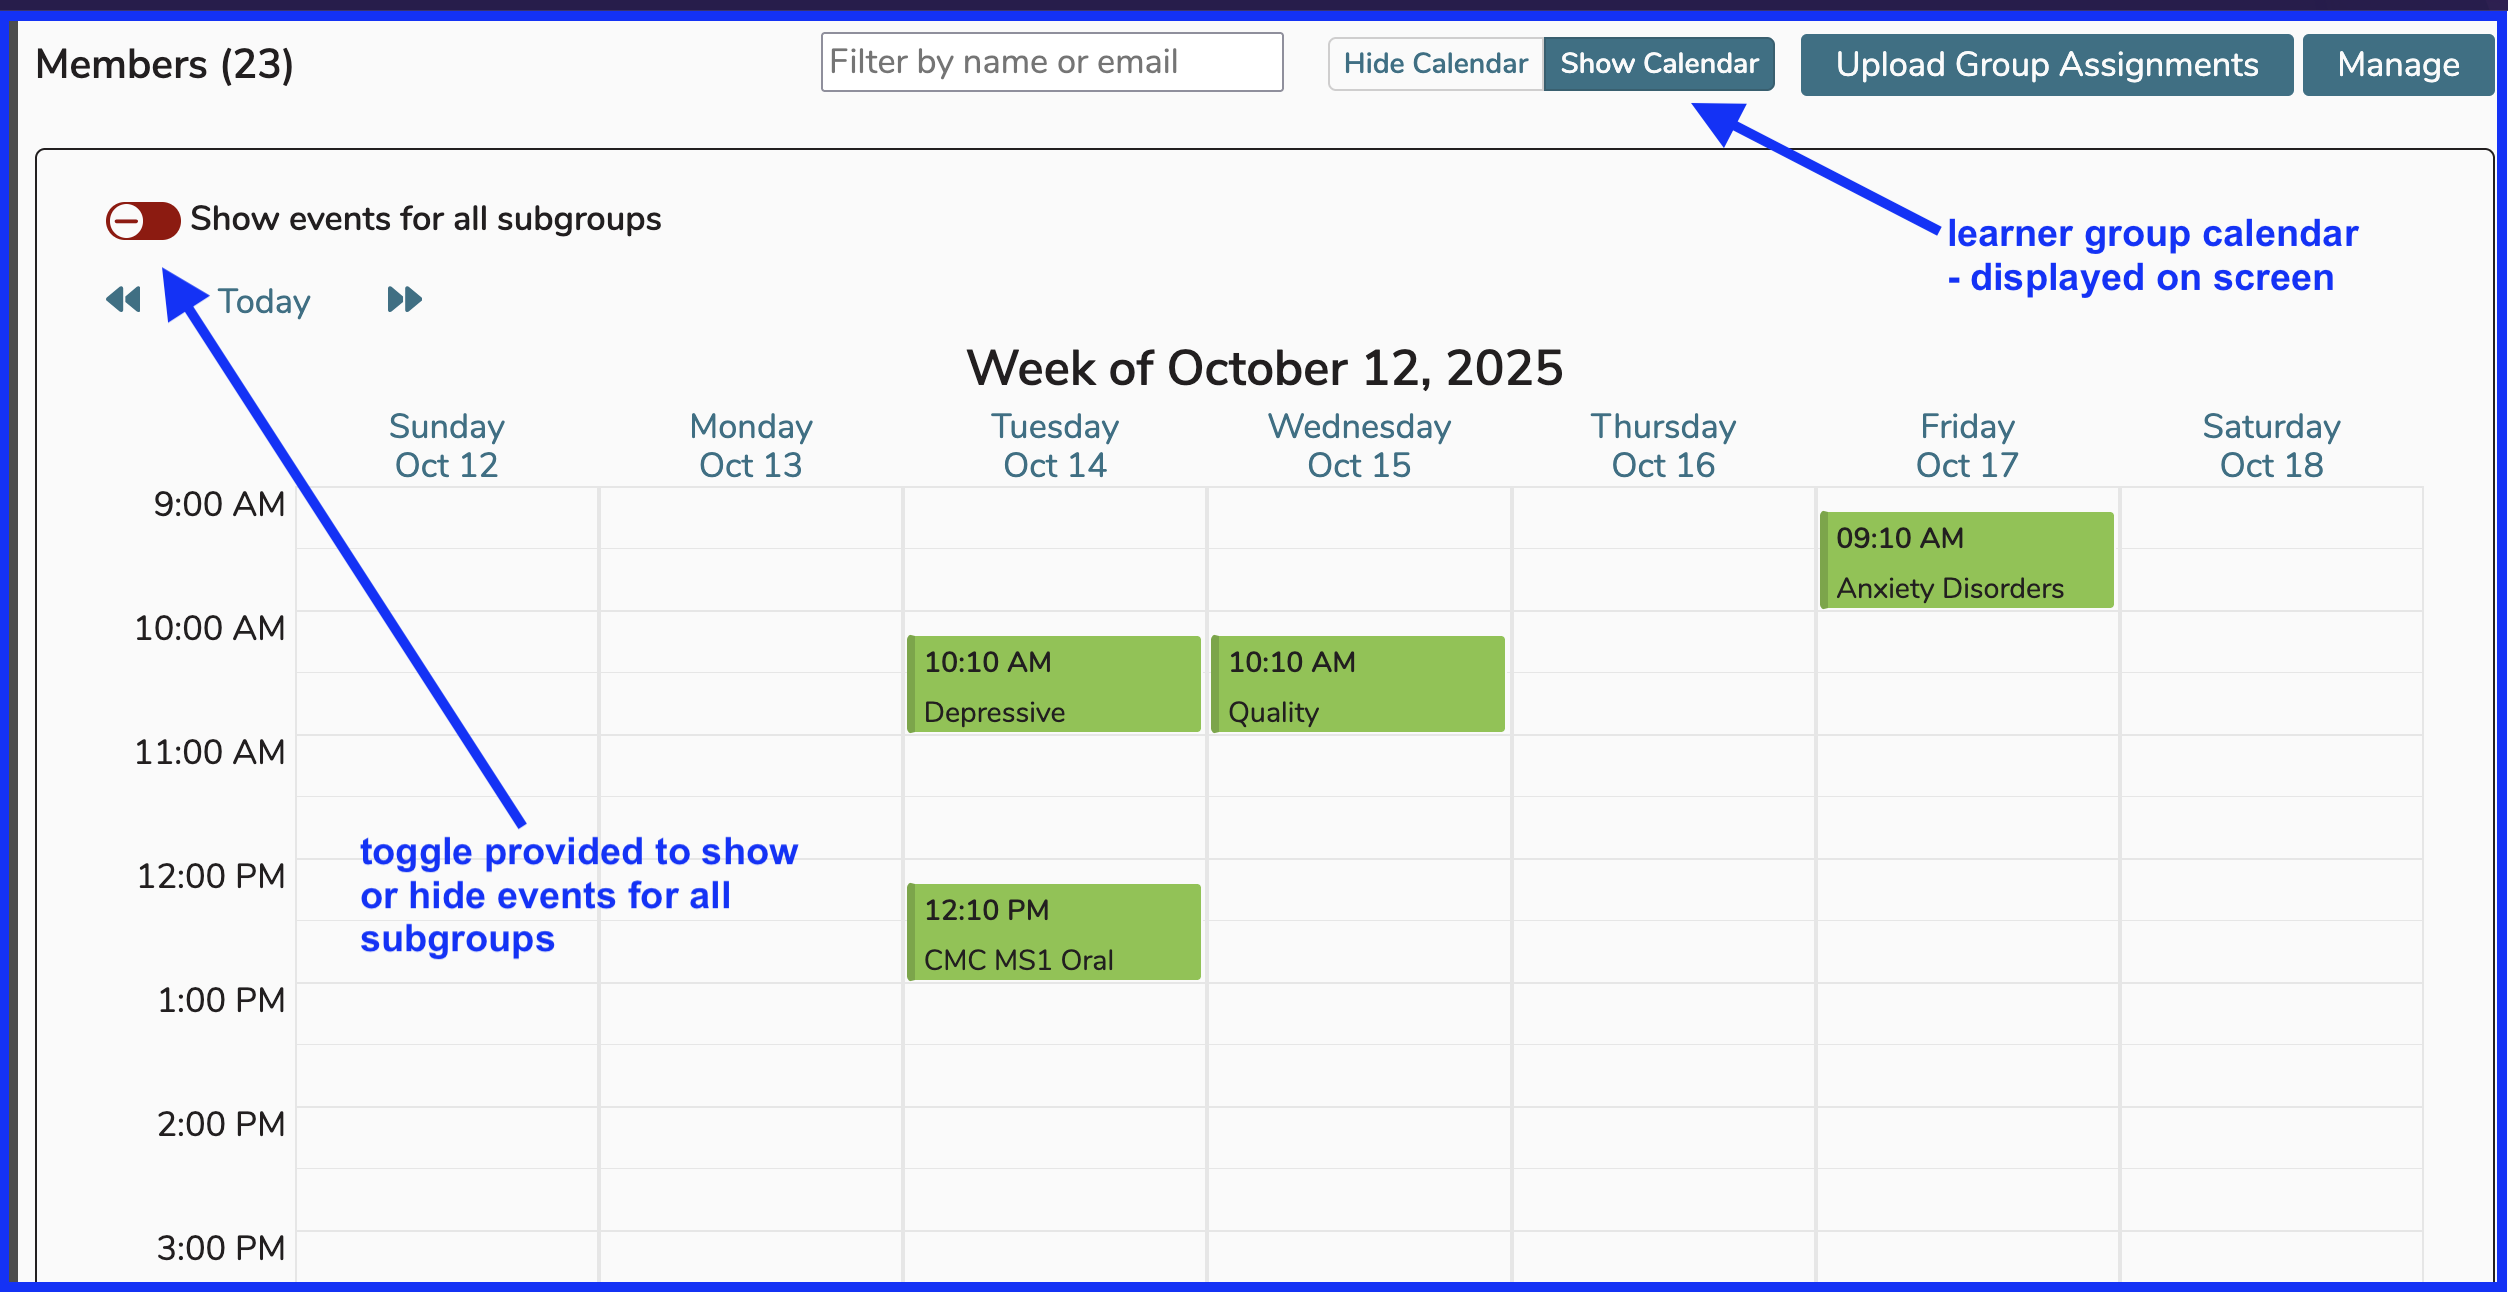 Members (23)
Filter by name or email
Hide Calendar
Show Calendar
Upload Group Assignments
Manage
Show events for all subgroups
learner group calendar
- displayed on screen
Today
Week of October 12, 2025
Sunday
Oct 12
Monday
Oct 13
Tuesday
Oct 14
Wednesday
Oct 15
Thursday
Oct 16
Friday
Oct 17
Saturday
Oct 18
9:00 AM
09:10 AM
Anxiety Disorders
10:00 AM
10:10 AM
Depressive
10:10 AM
Quality
11:00 AM
toggle provided to show
or hide events for all
subgroups
12:00 PM
12:10 PM
CMC MS1 Oral
1:00 PM
2:00 PM
3:00 PM